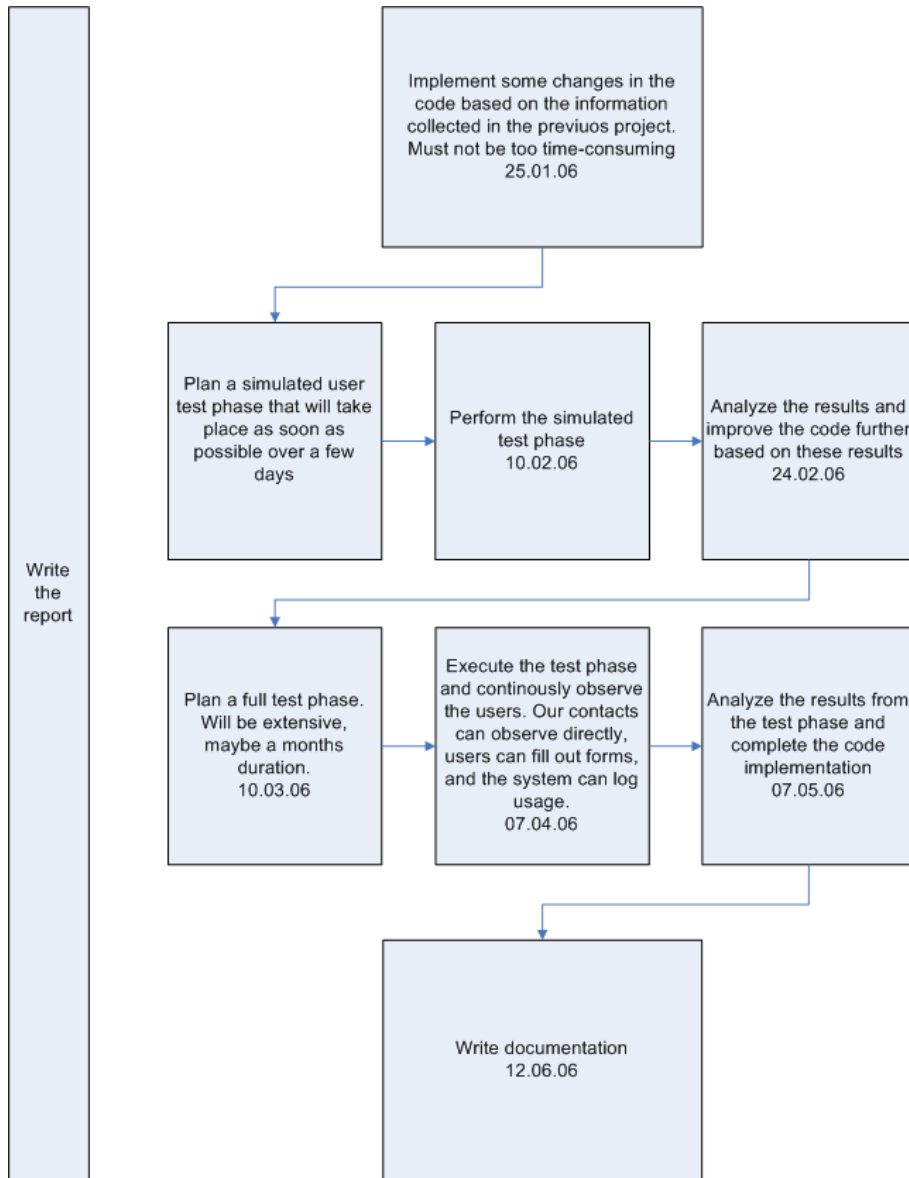 Implement some changes in the
code based on the information
collected in the previuos project.
Must not be too time-consuming
25.01.06
Plan a simulated user
test phase that will take
place as soon as
possible over a few
days
Perform the simulated
test phase
10.02.06
Analyze the results and
improve the code further
based on these results
24.02.06
Write
the
report
Plan a full test phase.
Will be extensive,
maybe a months
duration.
10.03.06
Execute the test phase
and continously observe
the users. Our contacts
can observe directly,
users can fill out forms,
and the system can log
usage.
07.04.06
Analyze the results from
the test phase and
complete the code
implementation
07.05.06
Write documentation
12.06.06